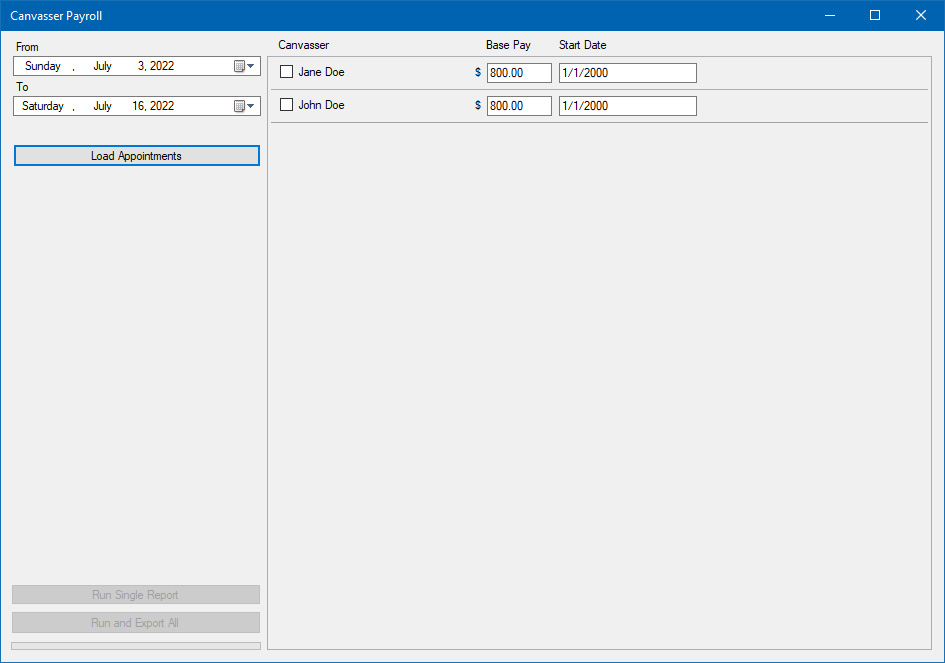 Canvasser Payroll
From
Sunday , July 3, 2022
To
Saturday , July 16, 2022
Load Appointments
Run Single Report
Run and Export All
Canvasser Base Pay Start Date
Jane Doe $ 800.00 1/1/2000
John Doe $ 800.00 1/1/2000